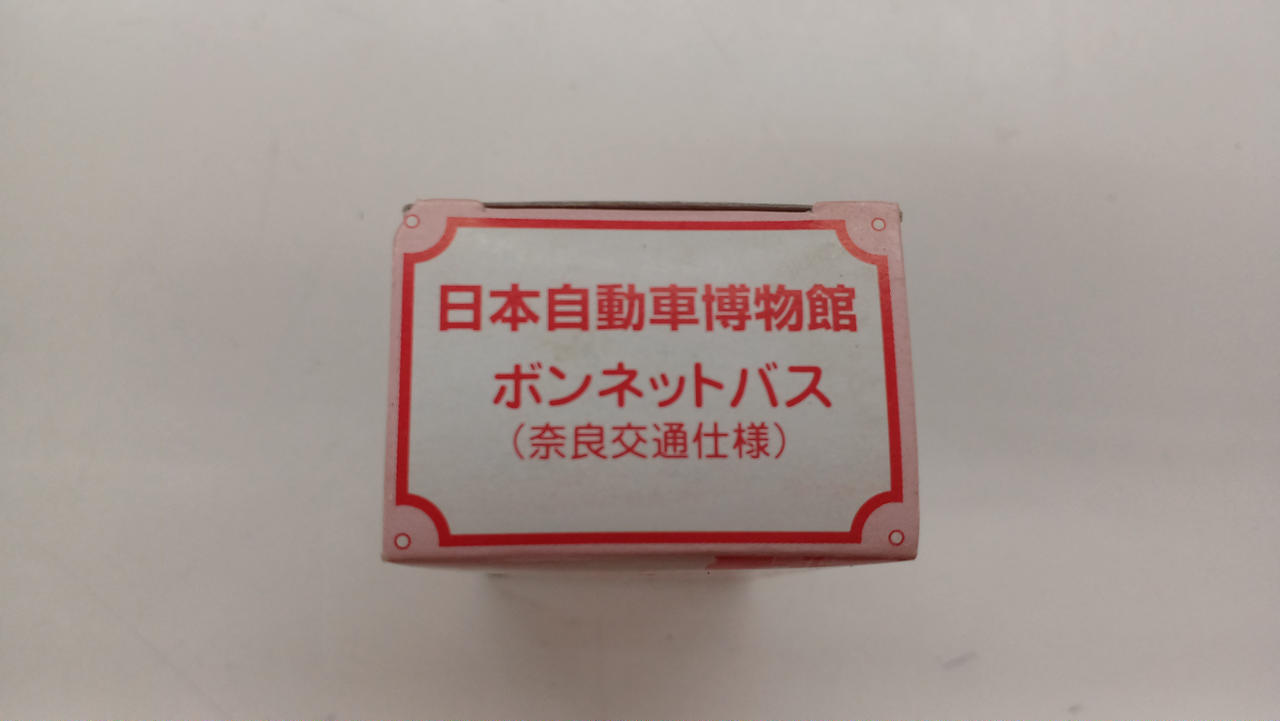 日本自動車博物館
ボンネットバス
（奈良交通仕様）